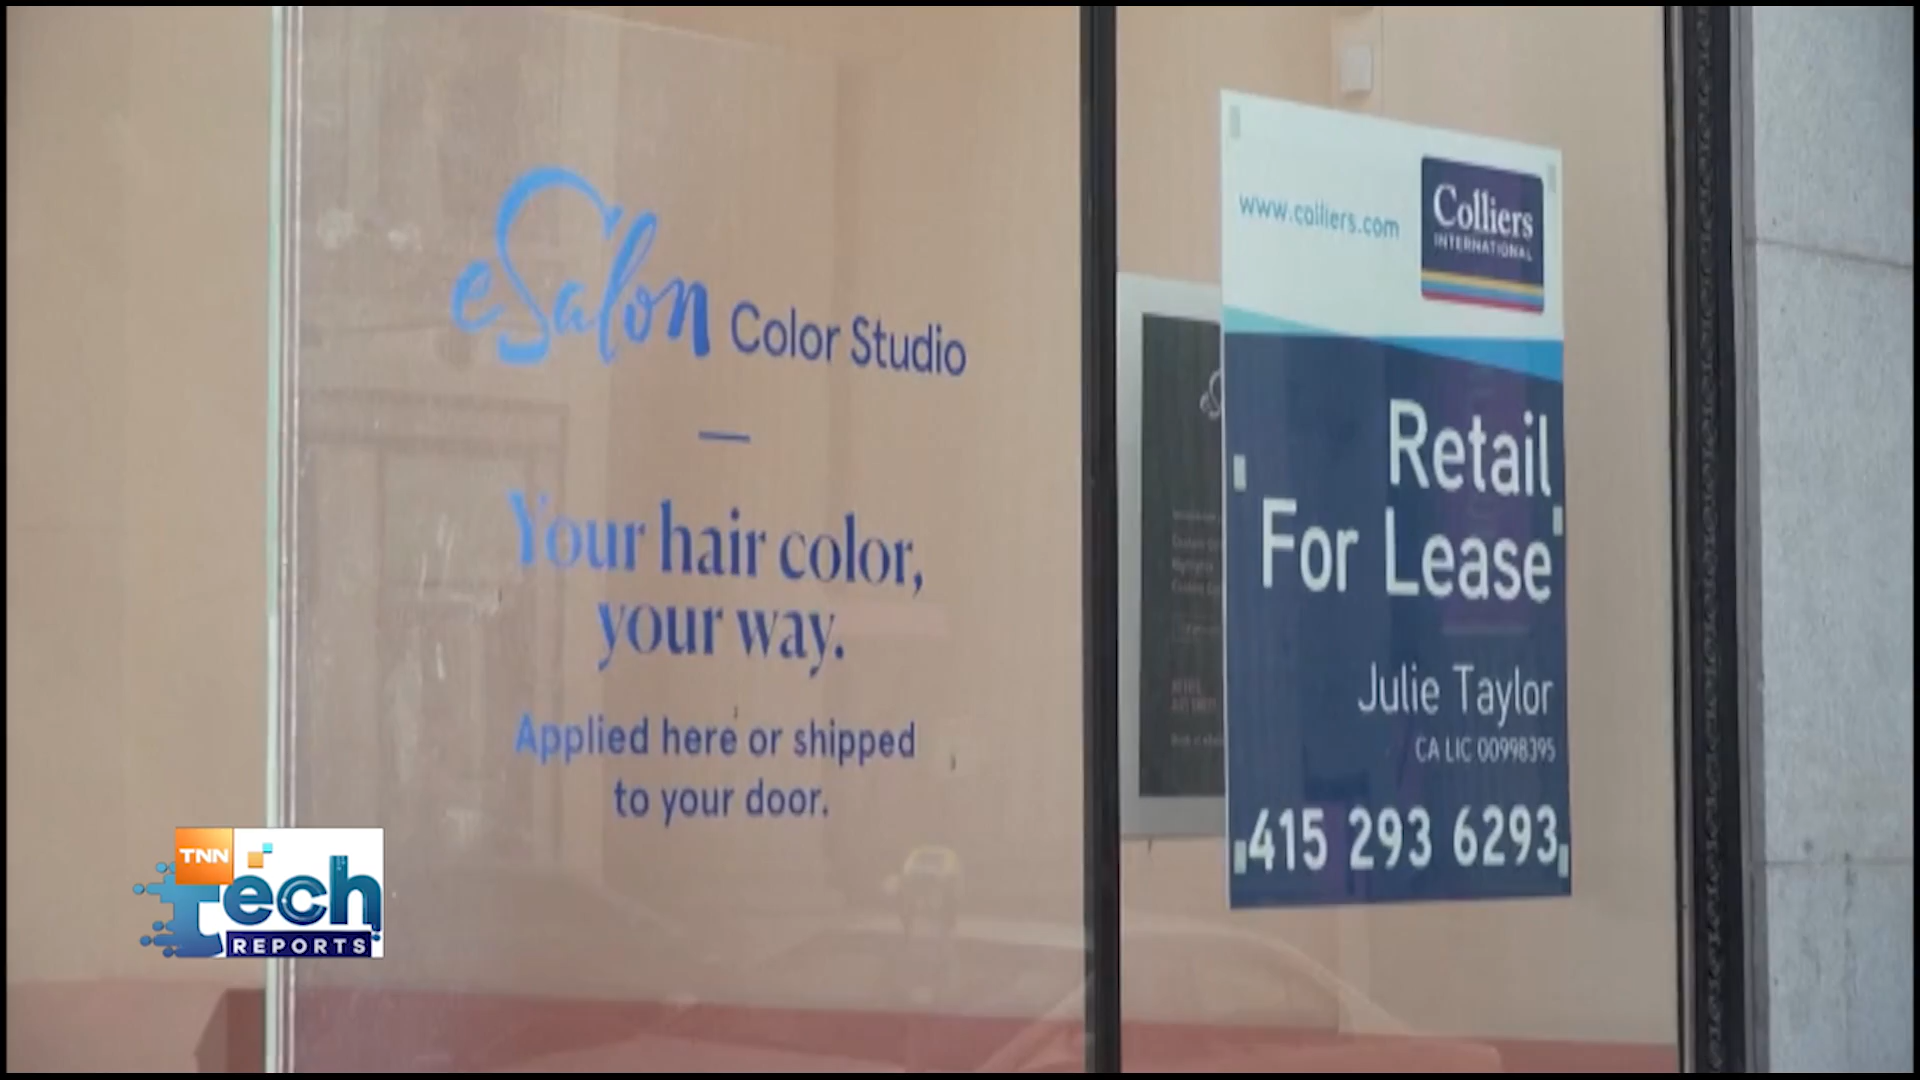 eSalon Color Studio
Your hair color,
your way.
Applied here or shipped
to your door.
www.colliers.com
Colliers
INTERNATIONAL
Retail
For Lease
Julie Taylor
CA LIC 00998395
415 293 6293
TNN
Tech
REPORTS